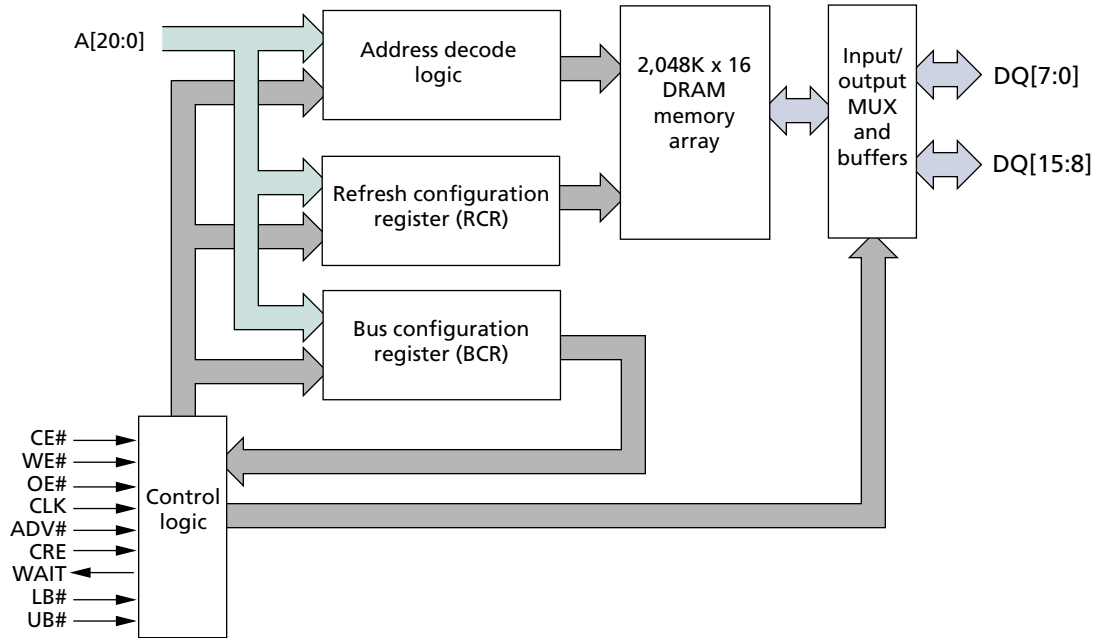 A[20:0]
Address decode
logic
2,048K x 16
DRAM
memory
array
Input/
output
MUX
and
buffers
DQ[7:0]
DQ[15:8]
Refresh configuration
register (RCR)
Bus configuration
register (BCR)
CE#
WE#
OE#
CLK
ADV#
CRE
WAIT
LB#
UB#
Control
logic